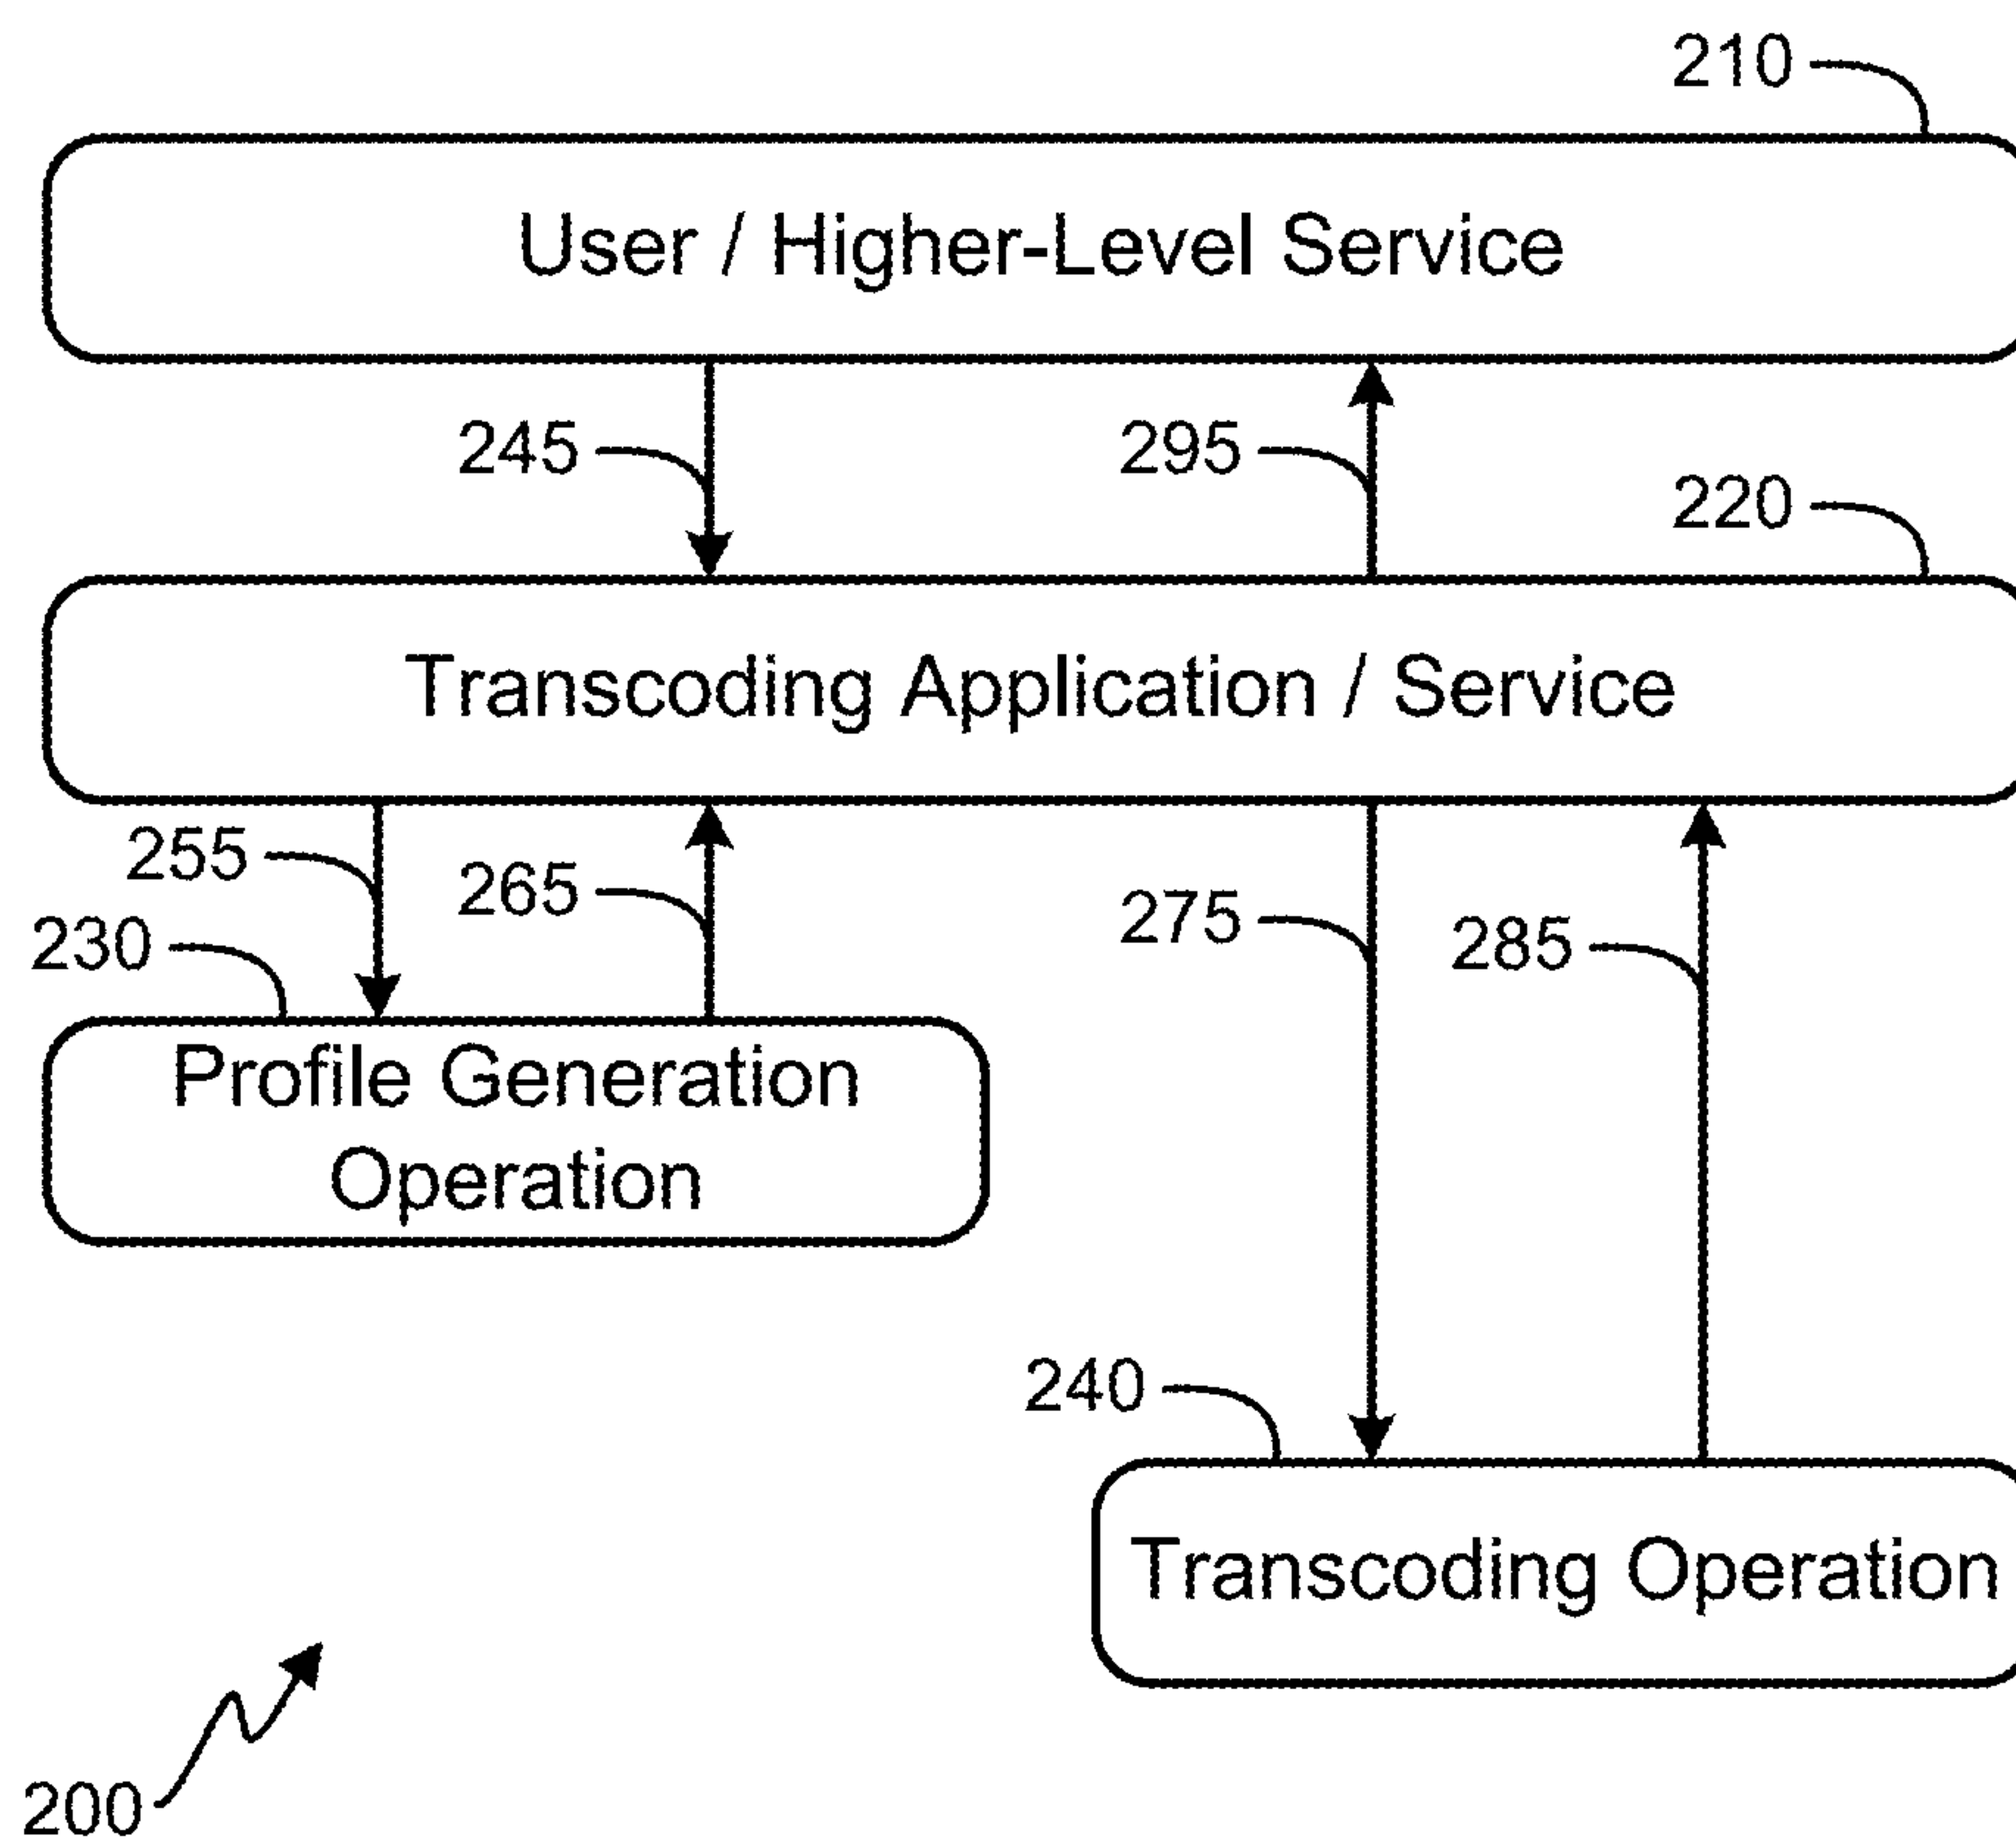 210
User / Higher-Level Service
245
295
220
Transcoding Application / Service
255
265
275
285
230
Profile Generation
Operation
240
Transcoding Operation
200